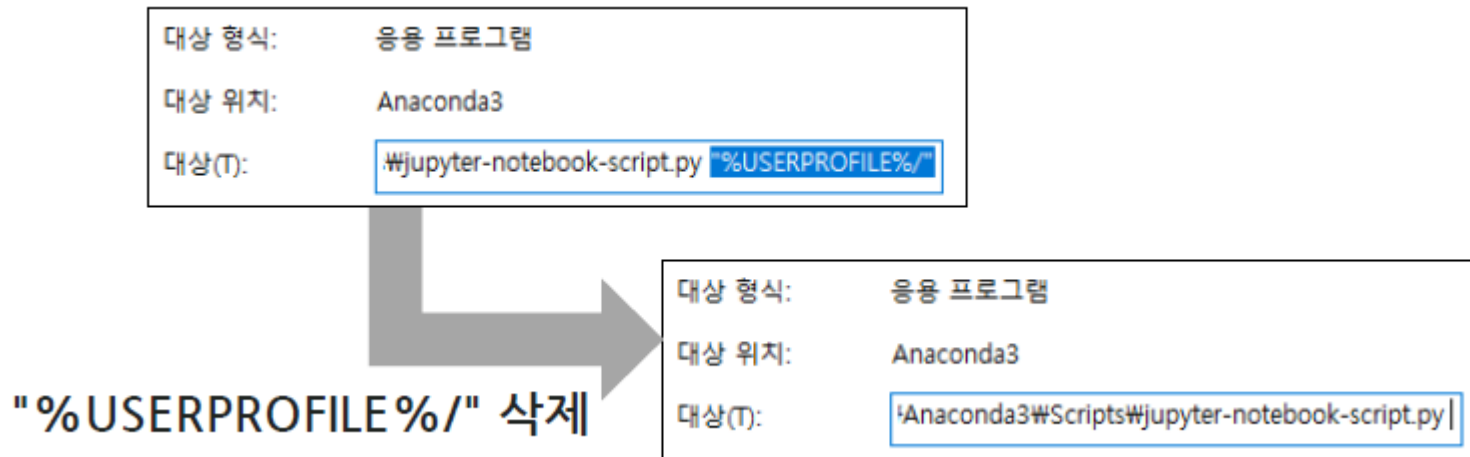 대상 형식: 응용 프로그램
대상 위치: Anaconda3
대상(T): .₩jupyter-notebook-script.py "%USERPROFILE%/"
"%USERPROFILE%/" 삭제
대상 형식: 응용 프로그램
대상 위치: Anaconda3
대상(T): Anaconda3₩Scripts₩jupyter-notebook-script.py